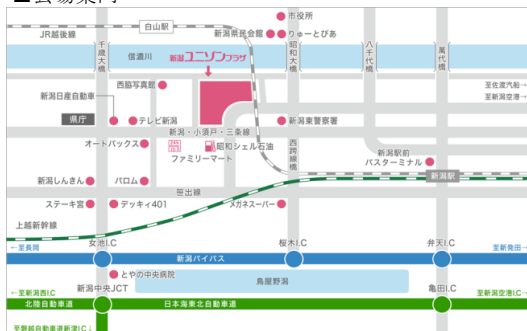 ■会場案内
市役所
白山駅
JR越後線
新潟県民会館
りゅーとぴあ
千歳大橋
信濃川
新潟ユニゾンプラザ
昭和大橋
八千代橋
萬代橋
西脇写真館
至佐渡汽船→
至新潟空港→
新潟日産自動車
県庁
テレビ新潟
新潟東警察署
新潟・小須戸・三条線
オートバックス
昭和シェル石油
ファミリーマート
西跨線橋
新潟駅前
バスターミナル
新潟駅
新潟しんきん
パロム
笹出線
ステーキ宮
デッキィ401
メガネスーパー
上越新幹線
女池I.C
桜木I.C
弁天I.C
←至長岡
新潟バイパス
至新発田→
とやの中央病院
鳥屋野潟
←至新潟西I.C
新潟中央JCT
亀田I.C
至新潟空港I.C→
北陸自動車道
日本海東北自動車道
至磐越自動車道新津I.C↓